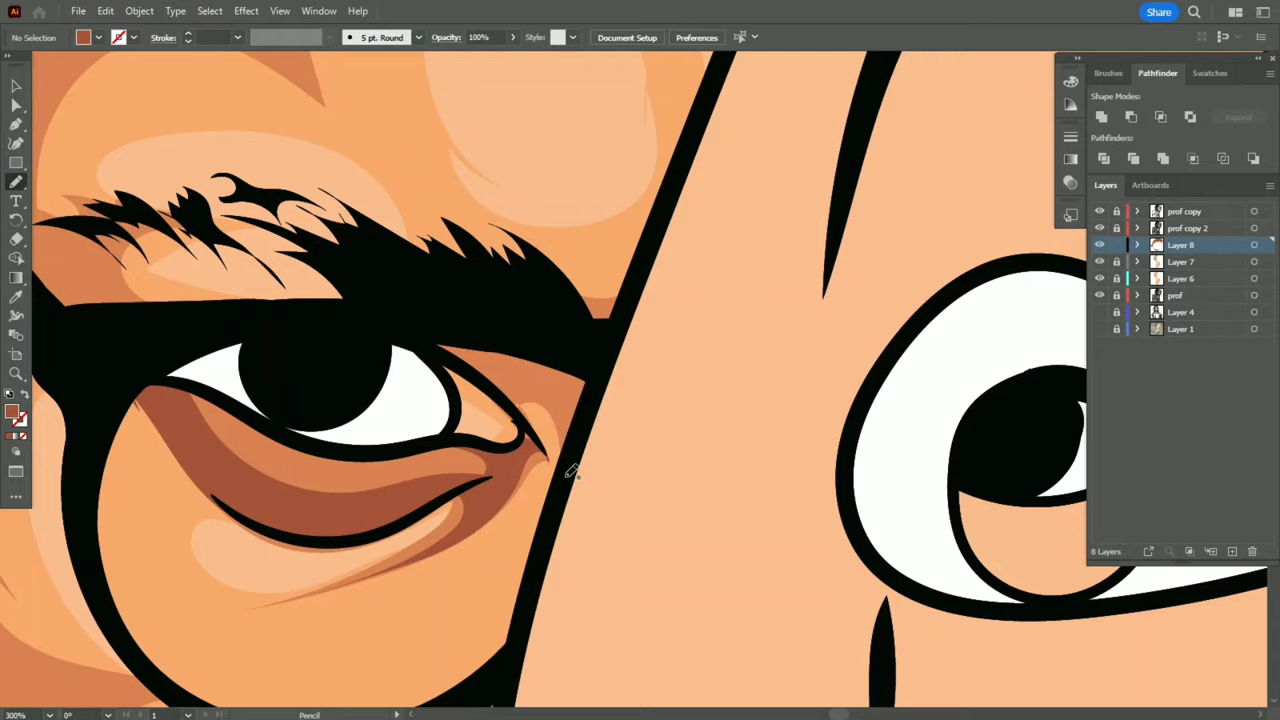 Ai File Edit Object Type Select Effect View Window Help Share
No Selection Stroke: 5 pt. Round Opacity: 100% Style: Document Setup Preferences
Brushes Pathfinder Swatches
Shape Modes:
Expand
Pathfinders:
Layers Artboards
prof copy
prof copy 2
Layer 8
Layer 7
Layer 6
prof
Layer 4
Layer 1
8 Layers
300% 0° 1 Pencil